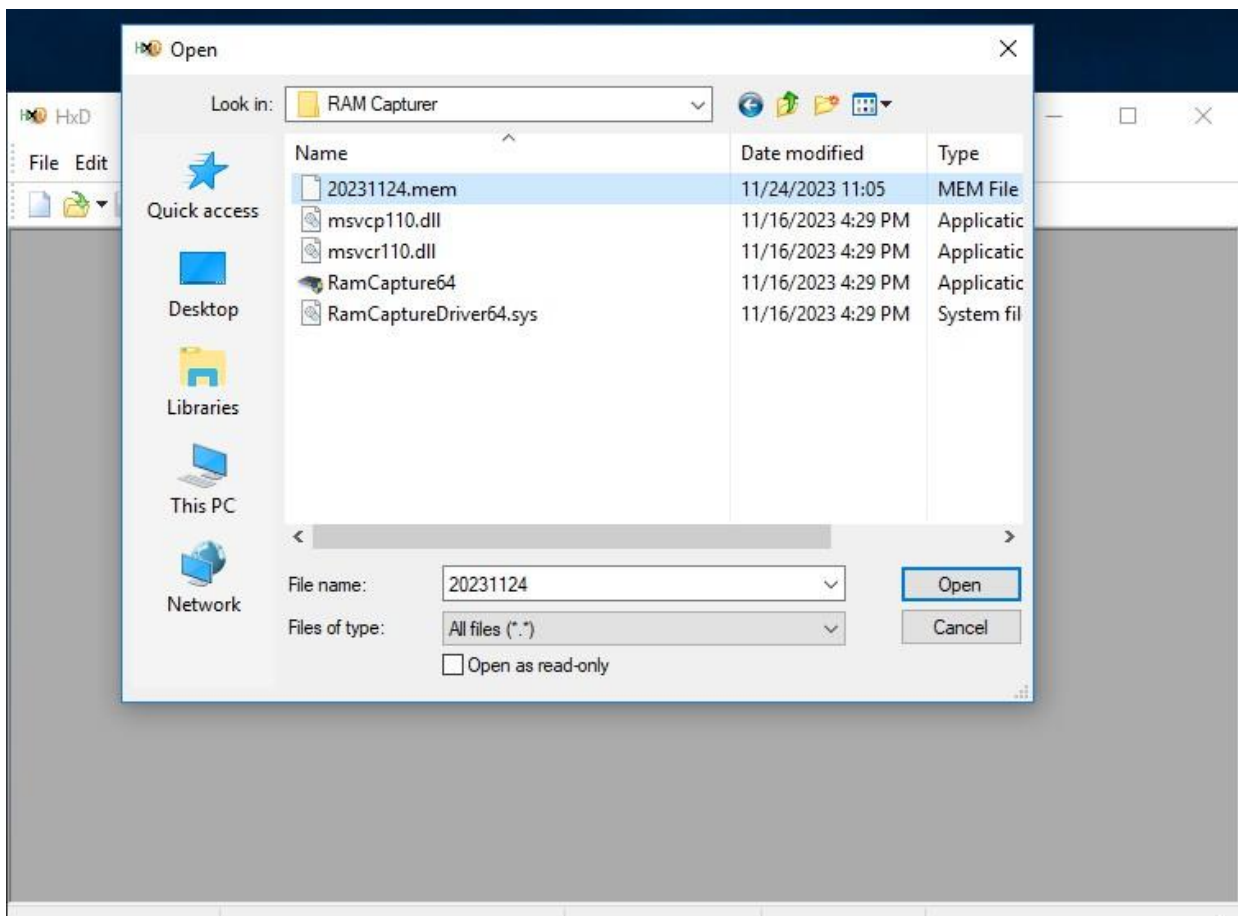 Open
Look in: RAM Capturer
HxD
File Edit
Name Date modified Type
20231124.mem 11/24/2023 11:05 MEM File
msvcp110.dll 11/16/2023 4:29 PM Applicatic
msvcr110.dll 11/16/2023 4:29 PM Applicatic
RamCapture64 11/16/2023 4:29 PM Applicatic
RamCaptureDriver64.sys 11/16/2023 4:29 PM System fil
Quick access
Desktop
Libraries
This PC
Network
File name: 20231124 Open
Files of type: All files (*.*) Cancel
Open as read-only